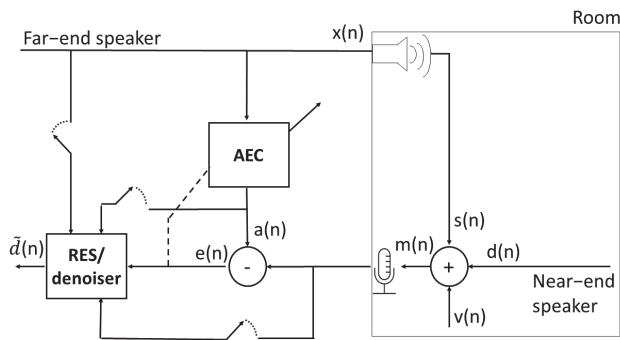 Room
Far−end speaker
x(n)
AEC
s(n)
a(n)
d̃(n)
RES/
denoiser
e(n)
-
m(n)
+
d(n)
Near−end
speaker
v(n)